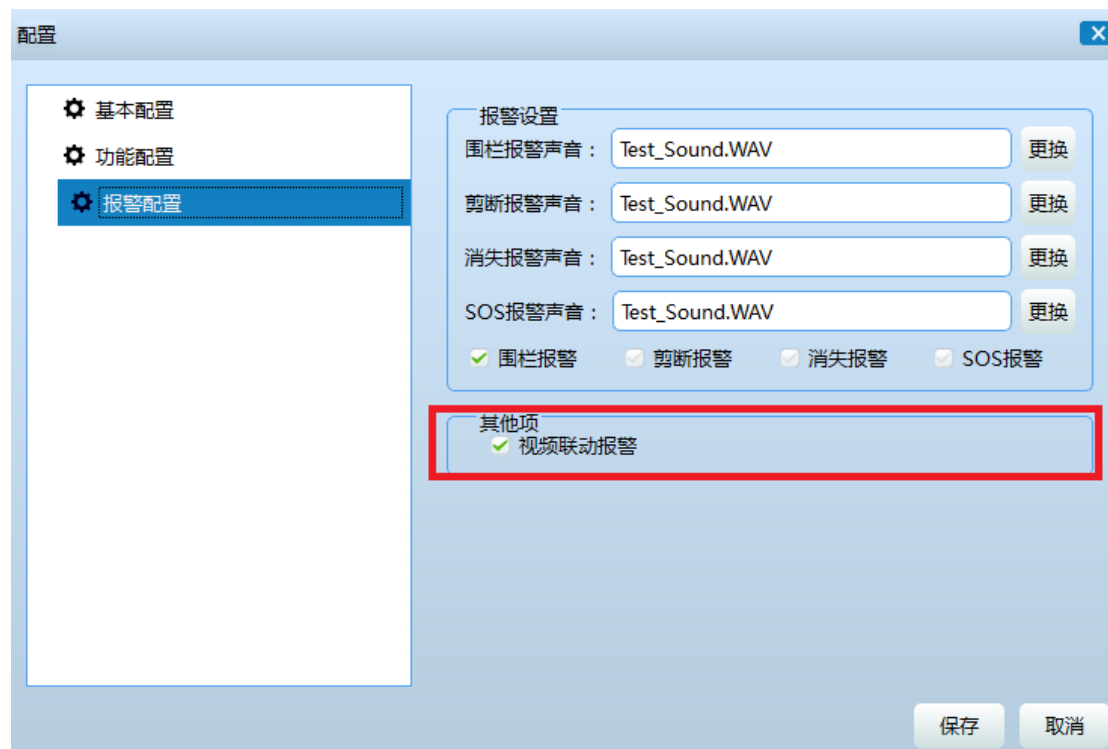 配置
基本配置
功能配置
报警配置
报警设置
围栏报警声音： Test_Sound.WAV 更换
剪断报警声音： Test_Sound.WAV 更换
消失报警声音： Test_Sound.WAV 更换
SOS报警声音： Test_Sound.WAV 更换
围栏报警 剪断报警 消失报警 SOS报警
其他项
视频联动报警
保存 取消